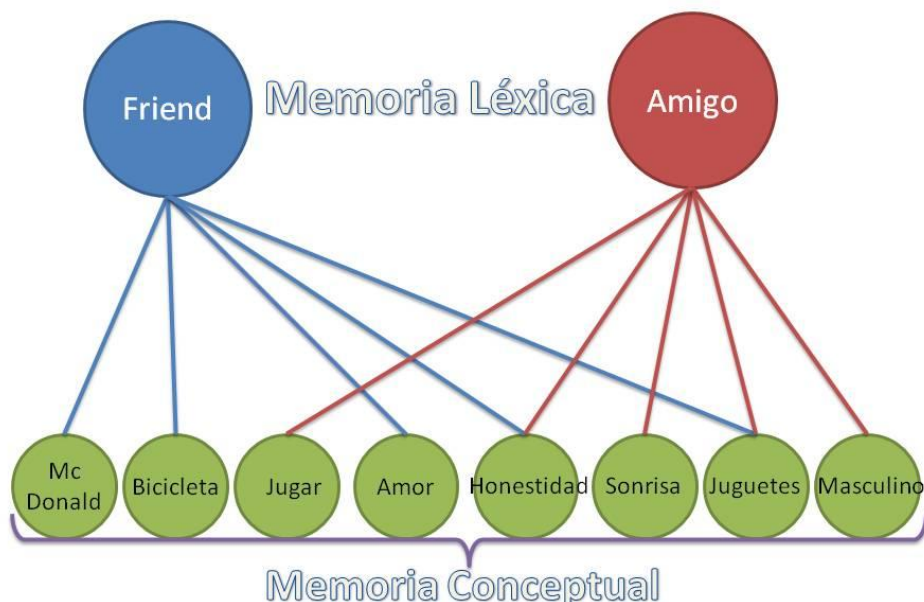 Friend
Memoria Léxica
Amigo
Mc
Donald
Bicicleta
Jugar
Amor
Honestidad
Sonrisa
Juguetes
Masculino
Memoria Conceptual